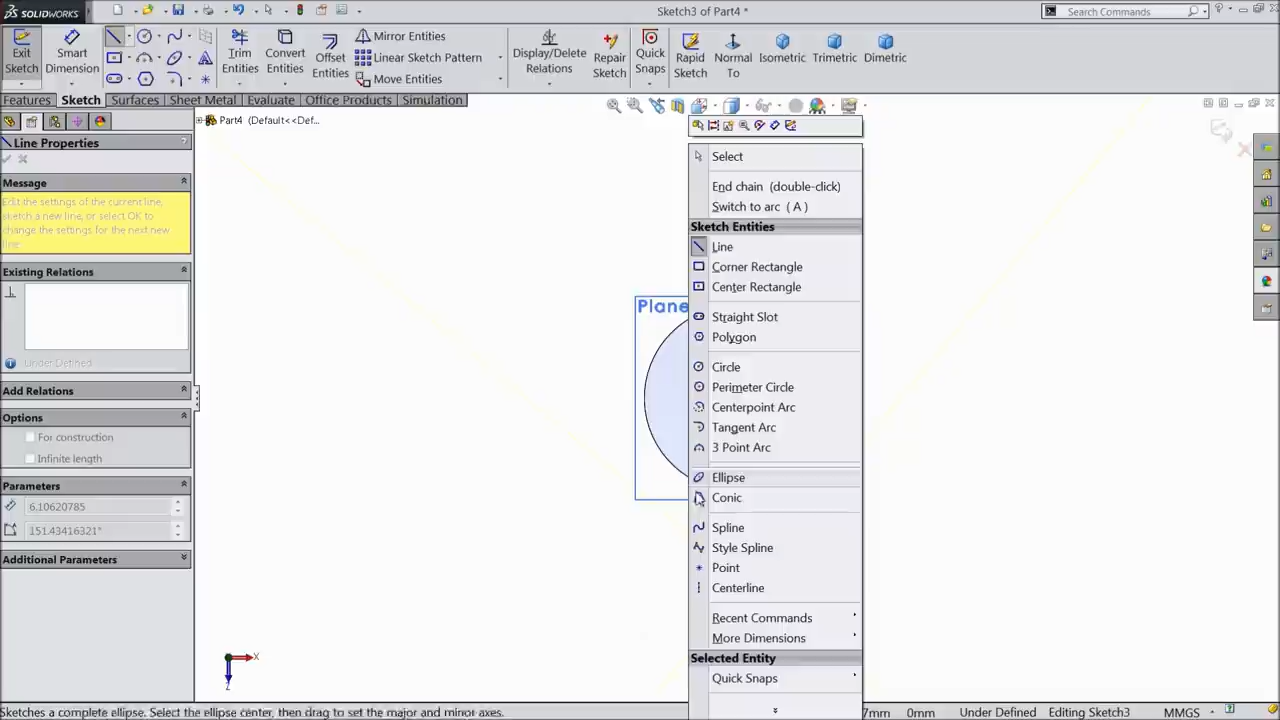 SOLIDWORKS
Sketch3 of Part4 *
Search Commands
Exit Sketch
Smart Dimension
Trim Entities
Convert Entities
Offset Entities
Mirror Entities
Linear Sketch Pattern
Move Entities
Display/Delete Relations
Repair Sketch
Quick Snaps
Rapid Sketch
Normal To
Isometric
Trimetric
Dimetric
Features
Sketch
Surfaces
Sheet Metal
Evaluate
Office Products
Simulation
Part4 (Default<<Def...
Line Properties
?
Message
Edit the settings of the current line,
sketch a new line, or select OK to
change the settings for the next new
line.
Existing Relations
Under Defined
Add Relations
Options
For construction
Infinite length
Parameters
6.10620785
151.43416321°
Additional Parameters
Plane
Select
End chain (double-click)
Switch to arc ( A )
Sketch Entities
Line
Corner Rectangle
Center Rectangle
Straight Slot
Polygon
Circle
Perimeter Circle
Centerpoint Arc
Tangent Arc
3 Point Arc
Ellipse
Conic
Spline
Style Spline
Point
Centerline
Recent Commands
More Dimensions
Selected Entity
Quick Snaps
X
Z
Sketches a complete ellipse. Select the ellipse center, then drag to set the major and minor axes.
7mm
0mm
Under Defined
Editing Sketch3
MMGS